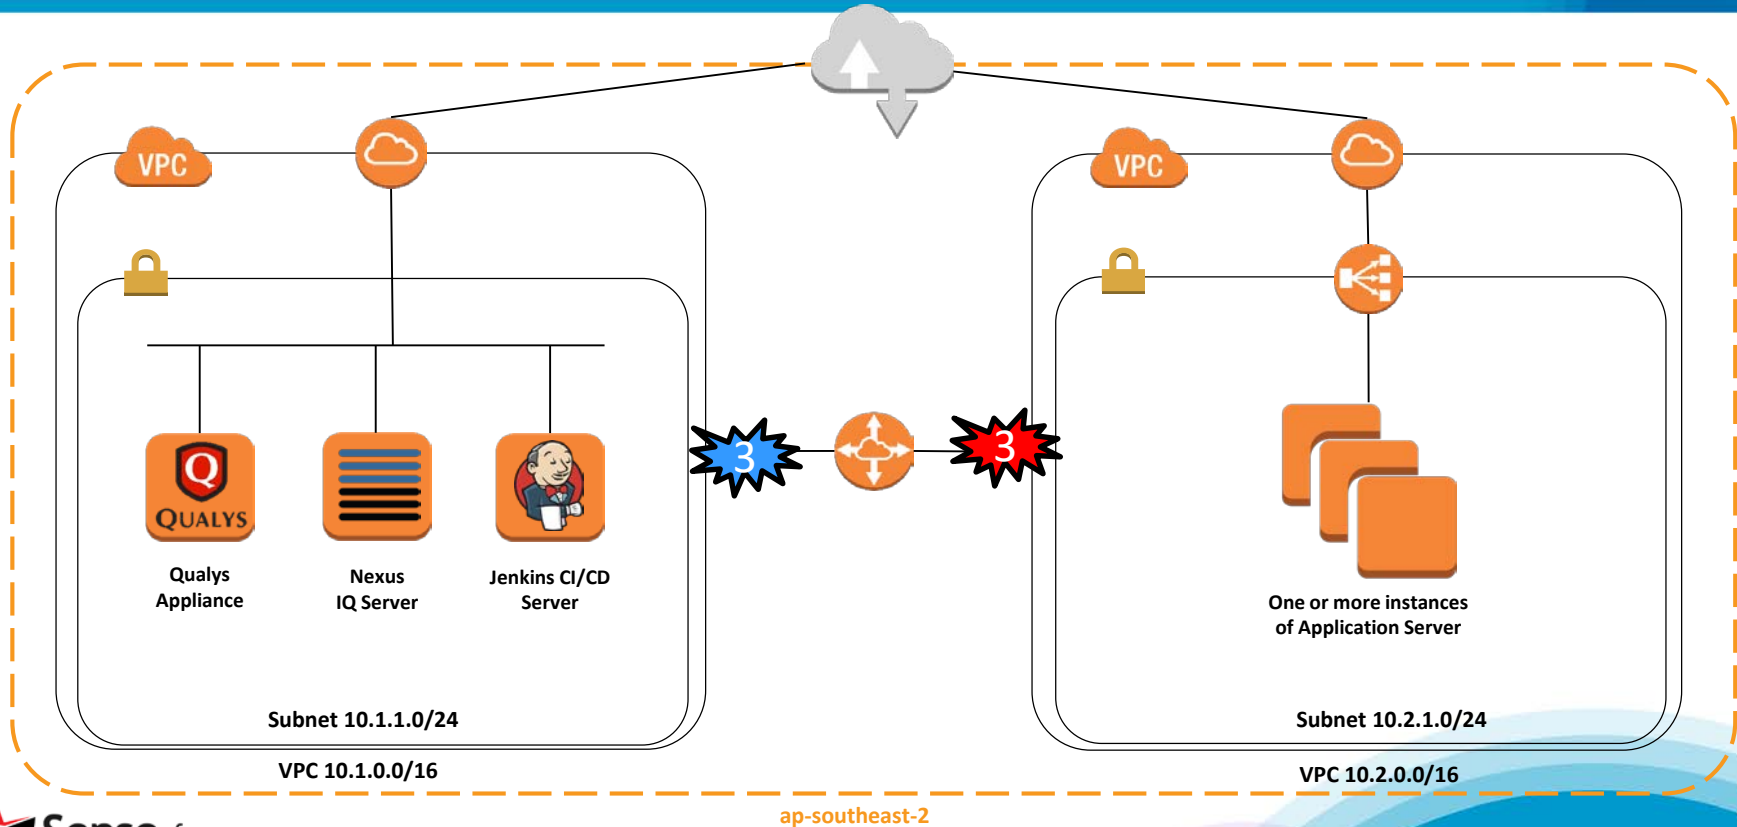 VPC
VPC
3
3
Q
QUALYS
Qualys
Appliance
Nexus
IQ Server
Jenkins CI/CD
Server
One or more instances
of Application Server
Subnet 10.1.1.0/24
Subnet 10.2.1.0/24
VPC 10.1.0.0/16
VPC 10.2.0.0/16
ap-southeast-2